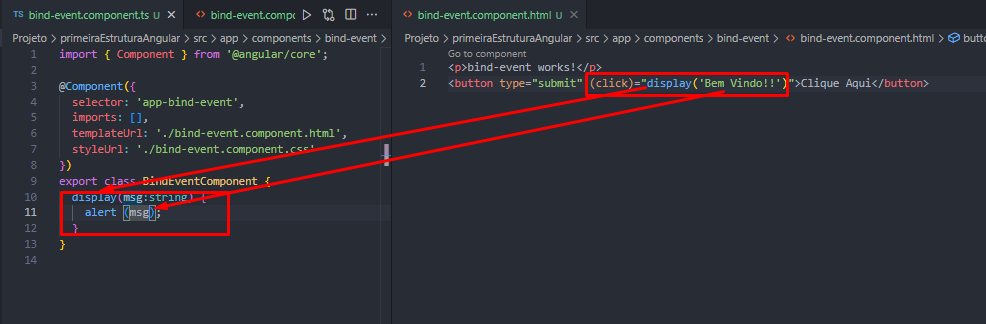 TS bind-event.component.ts
bind-event.compo
Projeto > primeiraEstruturaAngular > src > app > components > bind-event >
1 import { Component } from '@angular/core';
2
3 @Component({
4 selector: 'app-bind-event',
5 imports: [],
6 templateUrl: './bind-event.component.html',
7 styleUrl: './bind-event.component.css'
8 })
9 export class BindEventComponent {
10 display(msg:string) {
11 alert (msg);
12 }
13 }
14
<> bind-event.component.html U
Projeto > primeiraEstruturaAngular > src > app > components > bind-event > <> bind-event.component.html > butto
Go to component
1 <p>bind-event works!</p>
2 <button type="submit" (click)="display('Bem Vindo!!')">Clique Aqui</button>